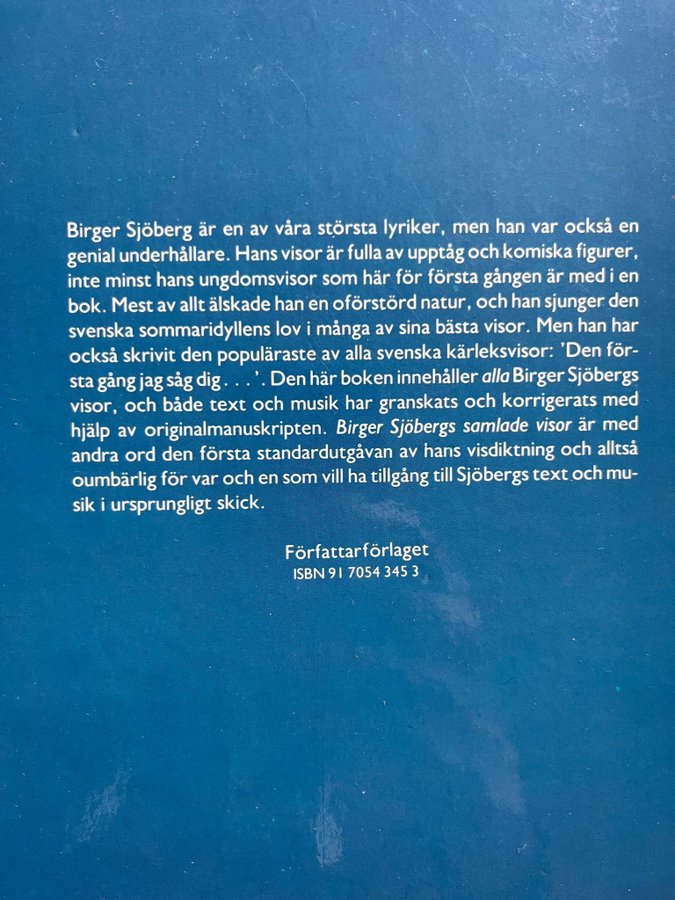 Birger Sjöberg är en av våra största lyriker, men han var också en
genial underhållare. Hans visor är fulla av upptåg och komiska figurer,
inte minst hans ungdomsvisor som här för första gången är med i en
bok. Mest av allt älskade han en oförstörd natur, och han sjunger den
svenska sommaridyllens lov i många av sina bästa visor. Men han har
också skrivit den populäraste av alla svenska kärleksvisor: 'Den för-
sta gång jag såg dig . . .'. Den här boken innehåller alla Birger Sjöbergs
visor, och både text och musik har granskats och korrigerats med
hjälp av originalmanuskripten. Birger Sjöbergs samlade visor är med
andra ord den första standardutgåvan av hans visdiktning och alltså
oumbärlig för var och en som vill ha tillgång till Sjöbergs text och mu-
sik i ursprungligt skick.
Författarförlaget
ISBN 91 7054 345 3